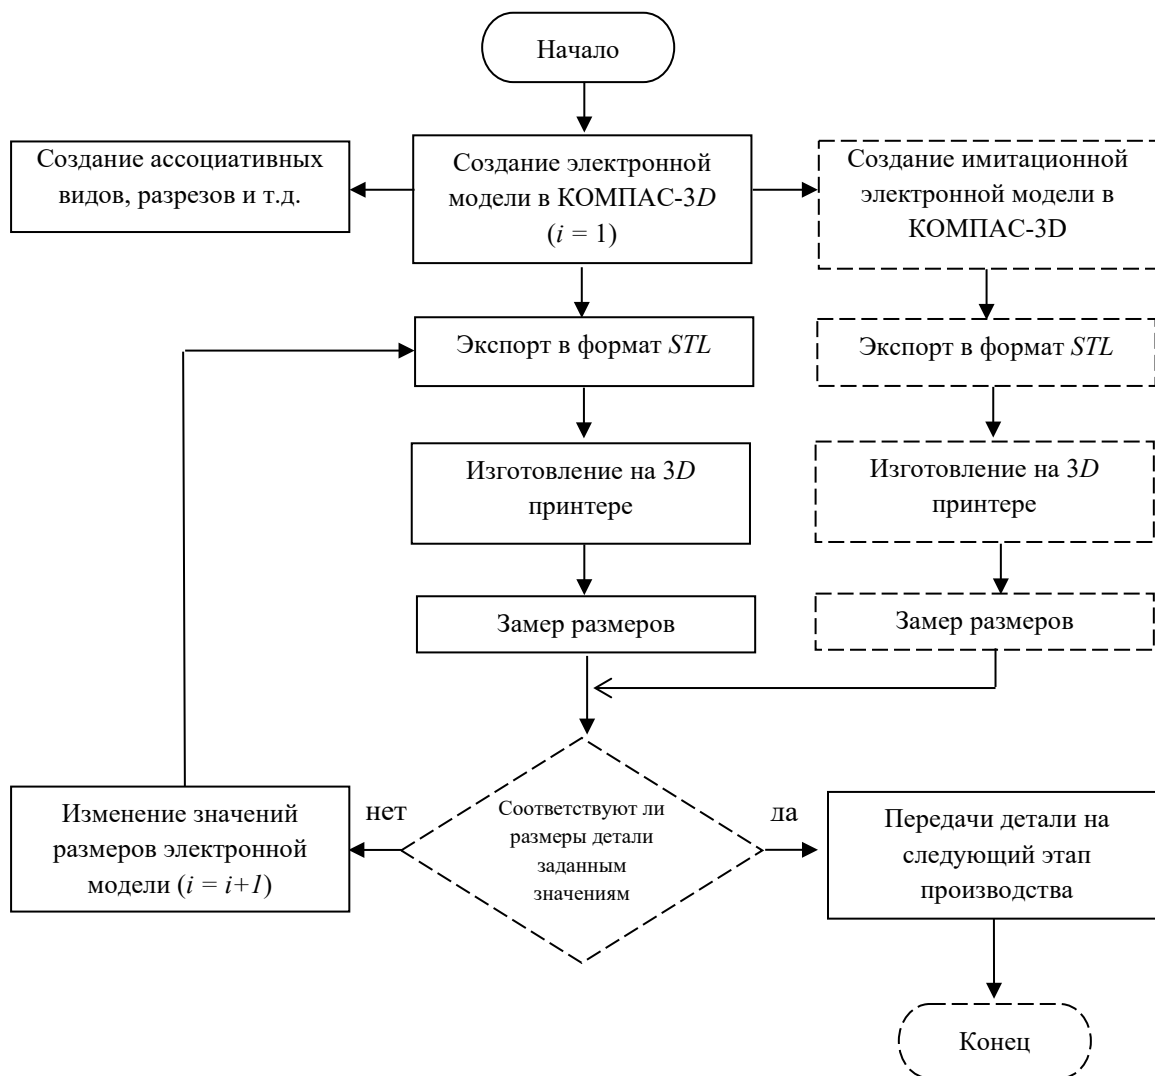 Начало
Создание ассоциативных
видов, разрезов и т.д.
Создание электронной
модели в КОМПАС-3D
(i = 1)
Создание имитационной
электронной модели в
КОМПАС-3D
Экспорт в формат STL
Экспорт в формат STL
Изготовление на 3D
принтере
Изготовление на 3D
принтере
Замер размеров
Замер размеров
Изменение значений
размеров электронной
модели (i = i+1)
нет
Соответствуют ли
размеры детали
заданным
значениям
да
Передачи детали на
следующий этап
производства
Конец